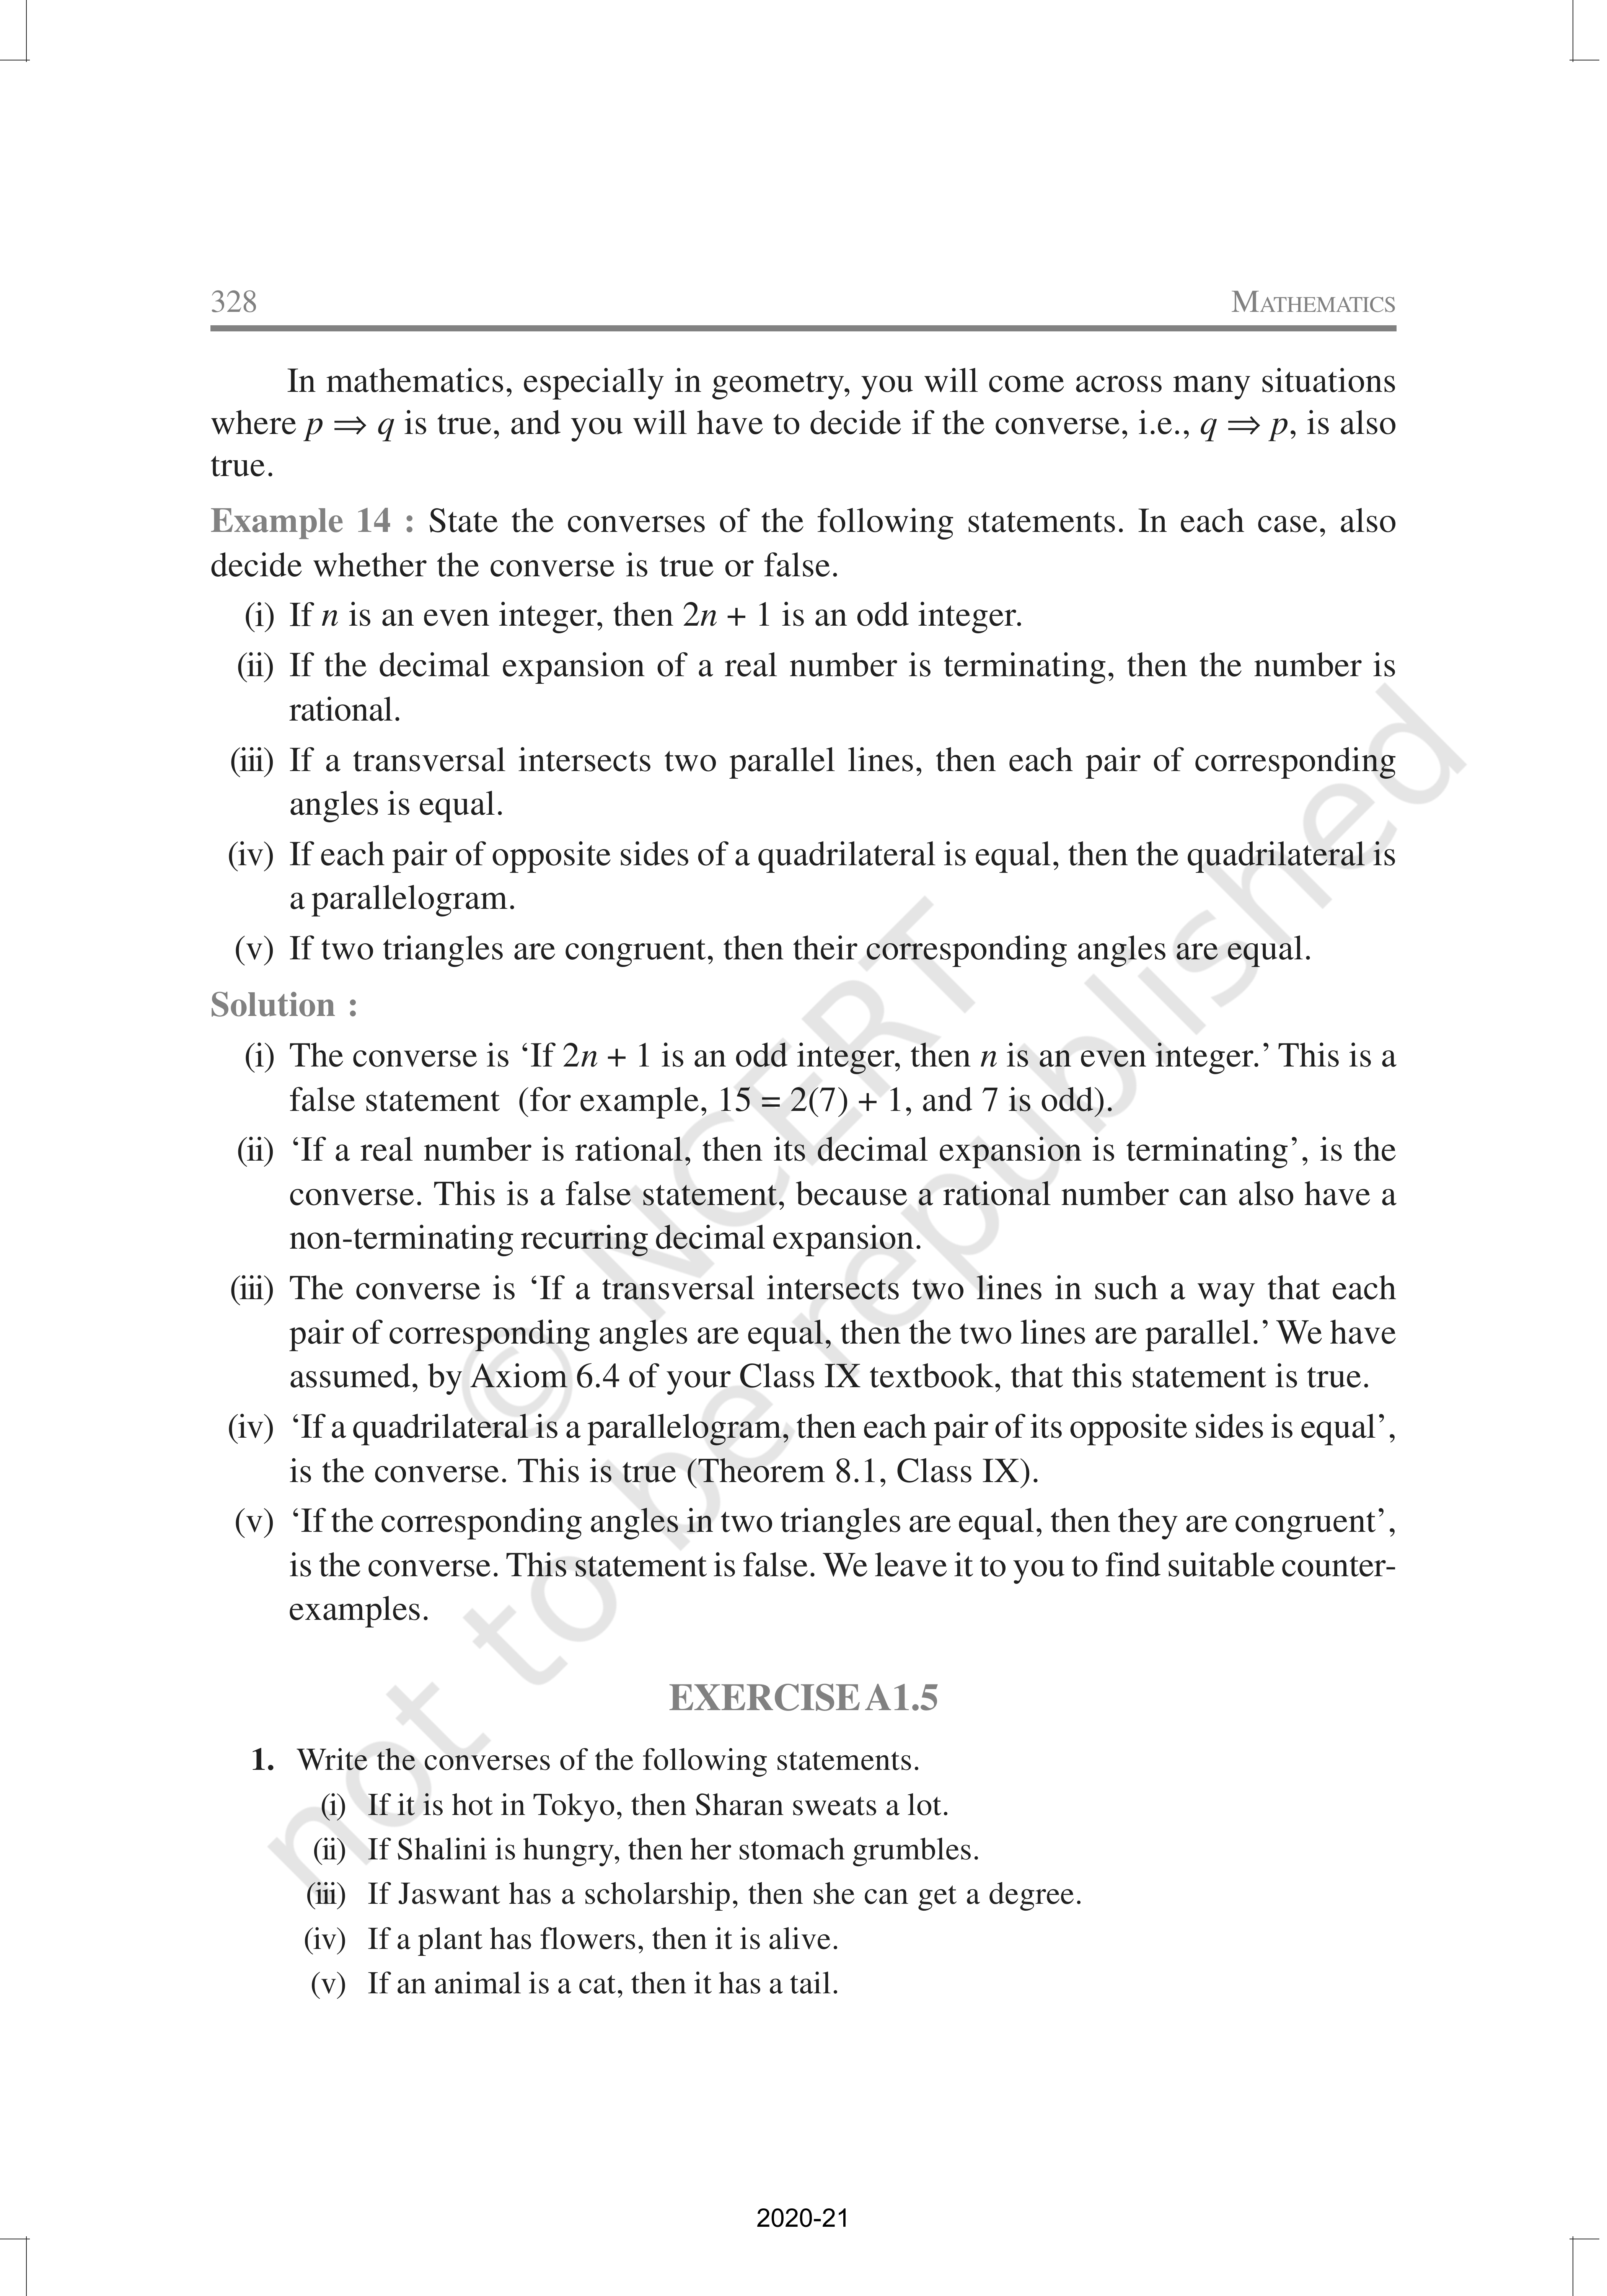 328 MATHEMATICS
In mathematics, especially in geometry, you will come across many situations
where p ⇒ q is true, and you will have to decide if the converse, i.e., q ⇒ p, is also
true.
Example 14 : State the converses of the following statements. In each case, also
decide whether the converse is true or false.
(i) If n is an even integer, then 2n + 1 is an odd integer.
(ii) If the decimal expansion of a real number is terminating, then the number is
rational.
(iii) If a transversal intersects two parallel lines, then each pair of corresponding
angles is equal.
(iv) If each pair of opposite sides of a quadrilateral is equal, then the quadrilateral is
a parallelogram.
(v) If two triangles are congruent, then their corresponding angles are equal.
Solution :
(i) The converse is ‘If 2n + 1 is an odd integer, then n is an even integer.’ This is a
false statement (for example, 15 = 2(7) + 1, and 7 is odd).
(ii) ‘If a real number is rational, then its decimal expansion is terminating’, is the
converse. This is a false statement, because a rational number can also have a
non-terminating recurring decimal expansion.
(iii) The converse is ‘If a transversal intersects two lines in such a way that each
pair of corresponding angles are equal, then the two lines are parallel.’ We have
assumed, by Axiom 6.4 of your Class IX textbook, that this statement is true.
(iv) ‘If a quadrilateral is a parallelogram, then each pair of its opposite sides is equal’,
is the converse. This is true (Theorem 8.1, Class IX).
(v) ‘If the corresponding angles in two triangles are equal, then they are congruent’,
is the converse. This statement is false. We leave it to you to find suitable counter-
examples.
EXERCISE A1.5
1. Write the converses of the following statements.
(i) If it is hot in Tokyo, then Sharan sweats a lot.
(ii) If Shalini is hungry, then her stomach grumbles.
(iii) If Jaswant has a scholarship, then she can get a degree.
(iv) If a plant has flowers, then it is alive.
(v) If an animal is a cat, then it has a tail.
© NCERT
not to be republished
2020-21